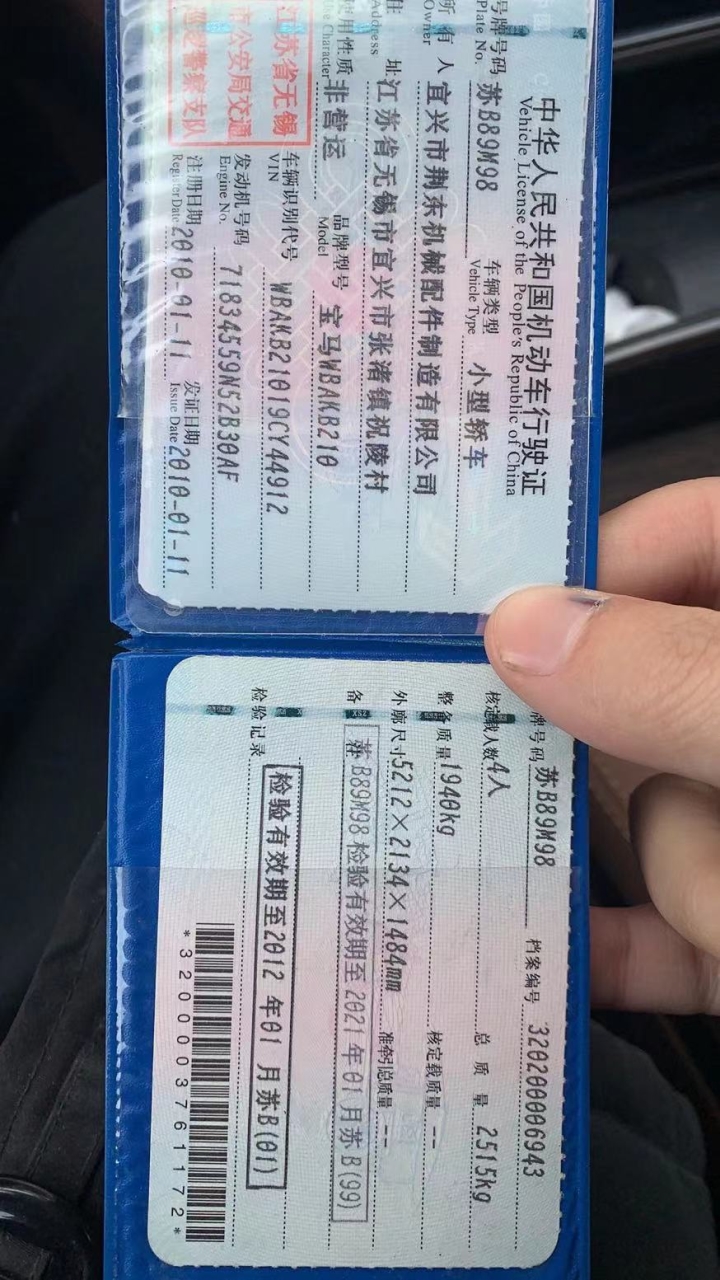 中华人民共和国机动车行驶证
Vehicle License of the People's Republic of China
号牌号码 苏B89M98 车辆类型 小型轿车
Plate No. Vehicle Type
所有人 宜兴市荆东机械配件制造有限公司
Owner
住址 江苏省无锡市宜兴市张渚镇祝陵村
Address
使用性质 非营运 品牌型号 宝马WBAKB210
Use Character Model
江苏省无锡
市公安局交通
巡逻警察支队
车辆识别代号 WBAKB21019CY44912
VIN
发动机号码 71834559N52B30AF
Engine No.
注册日期 2010-01-11 发证日期 2010-01-11
Register Date Issue Date
牌号码 苏B89M98 档案编号 320200006943
核定载人数 4人 总质量 2515kg
整备质量 1940kg 核定载质量 --
外廓尺寸 5212×2134×1484mm 准牵引总质量 --
备
苏B89M98 检验有效期至 2021年01月苏B(99)
检验记录
检验有效期至2012年01月苏B(01)
*3200003761172*